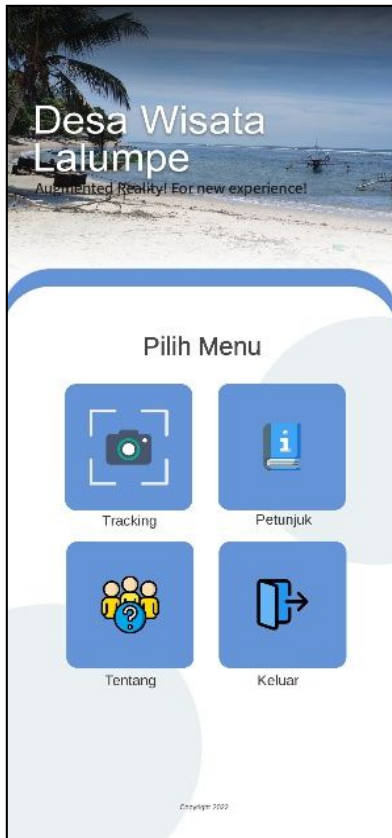 Desa Wisata
Lalumpe
Augmented Reality! For new experience!
Pilih Menu
Tracking
Petunjuk
Tentang
Keluar
Copyright 2022